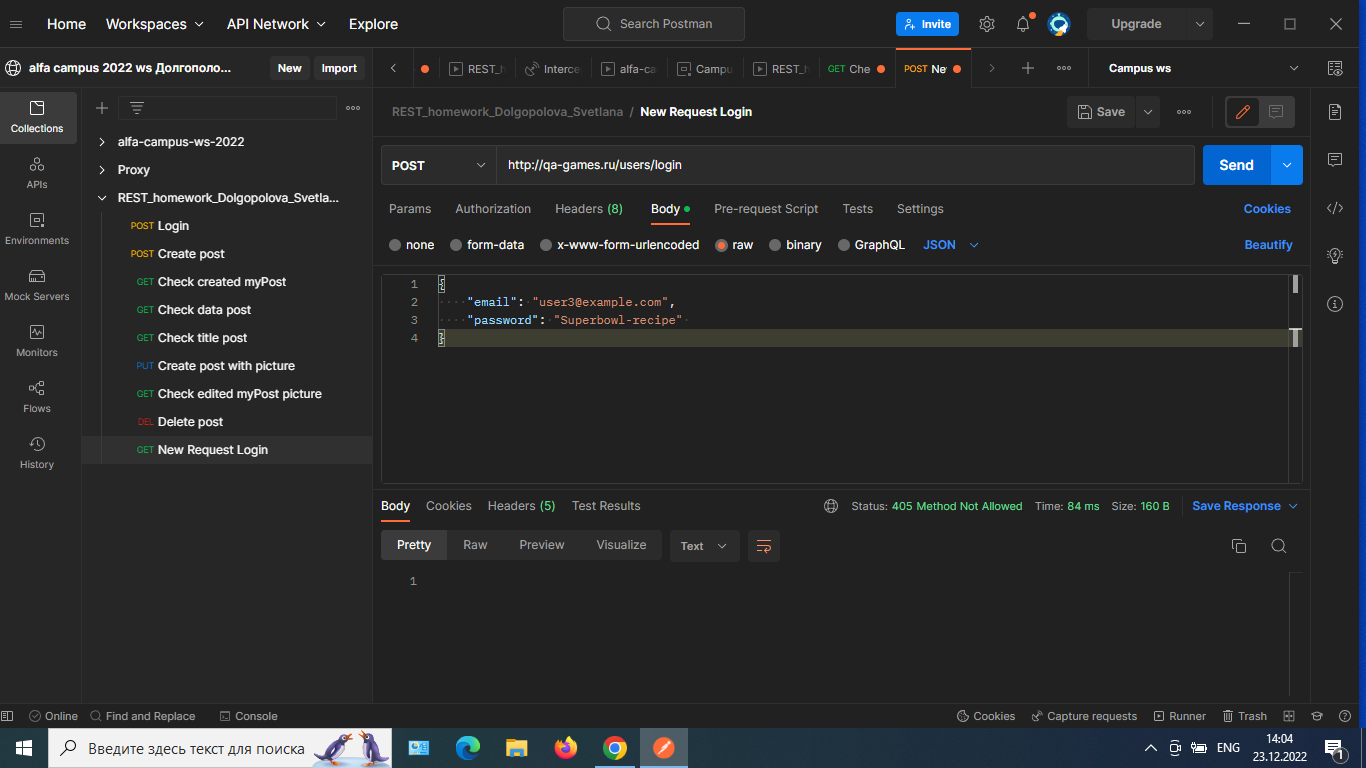 Home Workspaces API Network Explore Search Postman Invite Upgrade
alfa campus 2022 ws Долгополо... New Import REST_h Interce alfa-ca Campu REST_h GET Che POST Ne Campus ws
Collections
APIs
Environments
Mock Servers
Monitors
Flows
History
alfa-campus-ws-2022
Proxy
REST_homework_Dolgopolova_Svetla...
POST Login
POST Create post
GET Check created myPost
GET Check data post
GET Check title post
PUT Create post with picture
GET Check edited myPost picture
DEL Delete post
GET New Request Login
REST_homework_Dolgopolova_Svetlana / New Request Login Save
POST http://qa-games.ru/users/login Send
Params Authorization Headers (8) Body Pre-request Script Tests Settings Cookies
none form-data x-www-form-urlencoded raw binary GraphQL JSON Beautify
1 {
2 "email": "user3@example.com",
3 "password": "Superbowl-recipe"
4 }
Body Cookies Headers (5) Test Results Status: 405 Method Not Allowed Time: 84 ms Size: 160 B Save Response
Pretty Raw Preview Visualize Text
1
Online Find and Replace Console Cookies Capture requests Runner Trash
Введите здесь текст для поиска ENG 14:04
23.12.2022 1